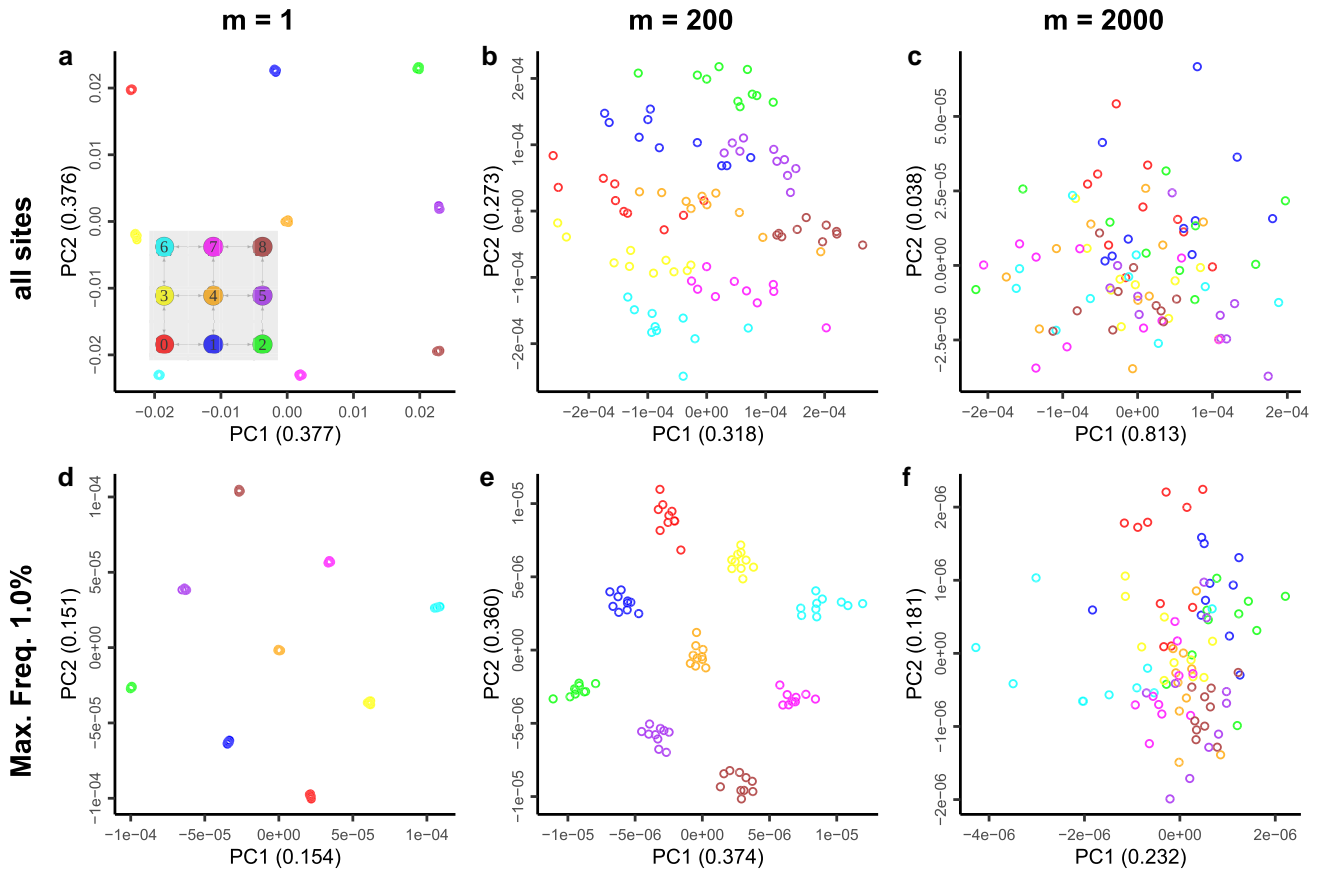 m = 1
m = 200
m = 2000
all sites
Max. Freq. 1.0%
a
PC2 (0.376)
0.02
0.01
0.00
−0.01
−0.02
6 7 8
3 4 5
0 1 2
−0.02 −0.01 0.00 0.01 0.02
PC1 (0.377)
b
PC2 (0.273)
2e−04
1e−04
0e+00
−1e−04
−2e−04
−2e−04 −1e−04 0e+00 1e−04 2e−04
PC1 (0.318)
c
PC2 (0.038)
5.0e−05
2.5e−05
0.0e+00
−2.5e−05
−2e−04 −1e−04 0e+00 1e−04 2e−04
PC1 (0.813)
d
PC2 (0.151)
1e−04
5e−05
0e+00
−5e−05
−1e−04
−1e−04 −5e−05 0e+00 5e−05 1e−04
PC1 (0.154)
e
PC2 (0.360)
1e−05
5e−06
0e+00
−5e−06
−1e−05
−1e−05 −5e−06 0e+00 5e−06 1e−05
PC1 (0.374)
f
PC2 (0.181)
2e−06
1e−06
0e+00
−1e−06
−2e−06
−4e−06 −2e−06 0e+00 2e−06
PC1 (0.232)